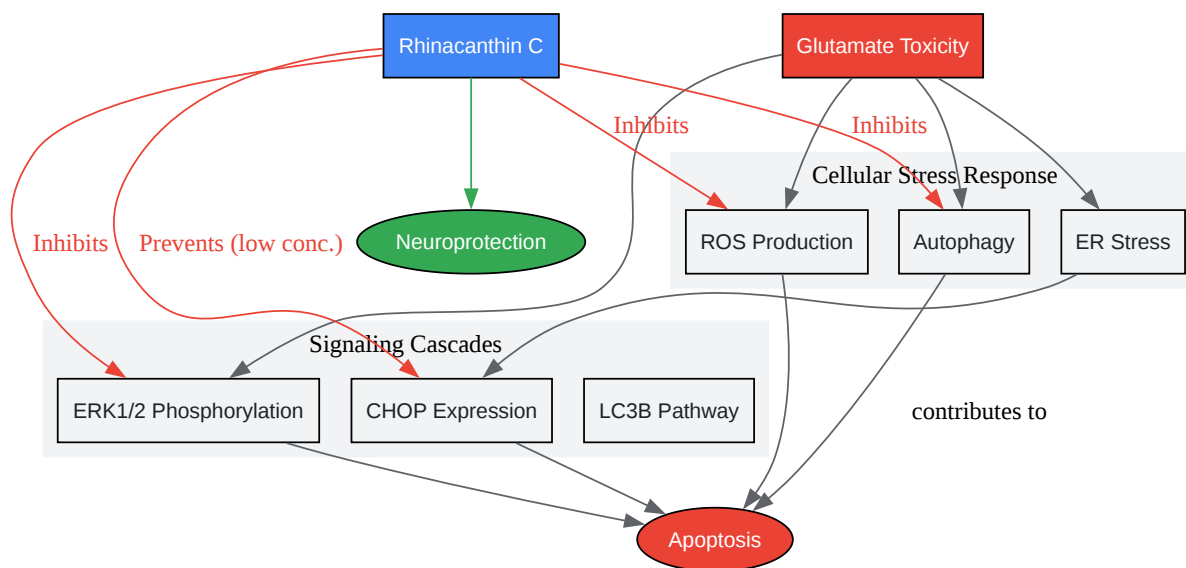 Rhinacanthin C
Glutamate Toxicity
Inhibits
Inhibits
Cellular Stress Response
Inhibits
Prevents (low conc.)
Neuroprotection
ROS Production
Autophagy
ER Stress
Signaling Cascades
ERK1/2 Phosphorylation
CHOP Expression
LC3B Pathway
contributes to
Apoptosis